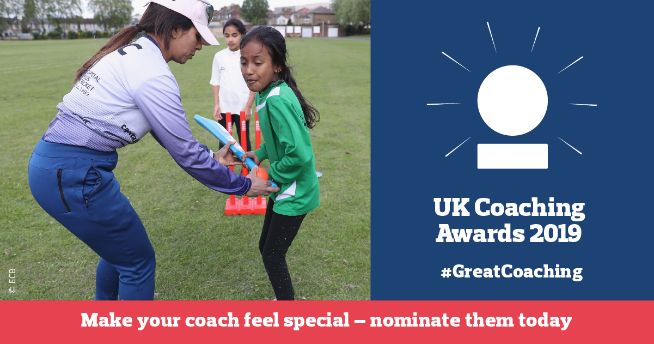 UK Coaching
Awards 2019
#GreatCoaching
© ECB
Make your coach feel special – nominate them today